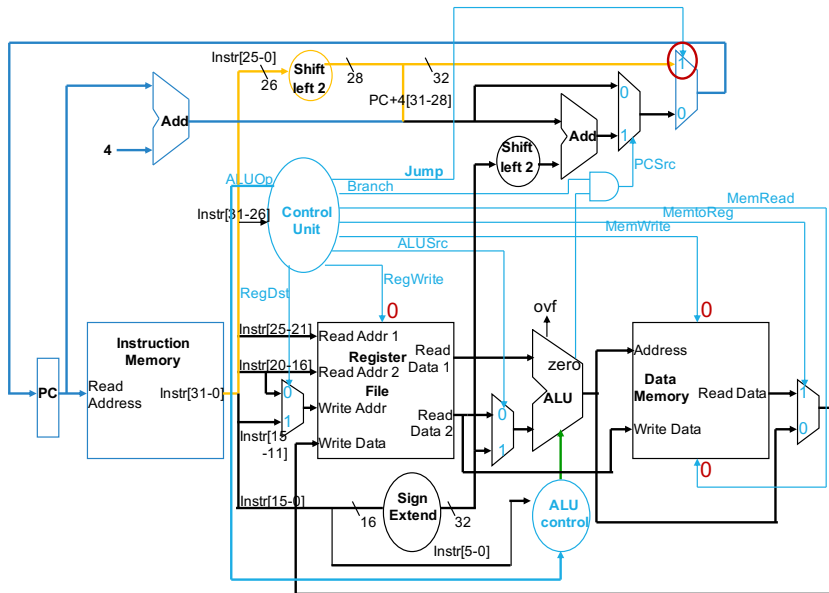 Instr[25-0]
Shift
left 2
26
28
32
PC+4[31-28]
1
0
0
1
Add
4
Add
Shift
left 2
ALUOp
Jump
Branch
PCSrc
Instr[31-26]
Control
Unit
MemRead
MemtoReg
MemWrite
ALUSrc
RegWrite
RegDst
0
0
ovf
Instruction
Memory
Instr[25-21]
Read Addr 1
Register
File
Read
Data 1
zero
Address
PC
Read
Address
Instr[31-0]
Instr[20-16]
Read Addr 2
Data
Memory
Read Data
1
0
Write Addr
ALU
0
1
Read
Data 2
0
1
Instr[15
-11]
Write Data
Write Data
0
0
Instr[15-0]
Sign
Extend
16
32
ALU
control
Instr[5-0]